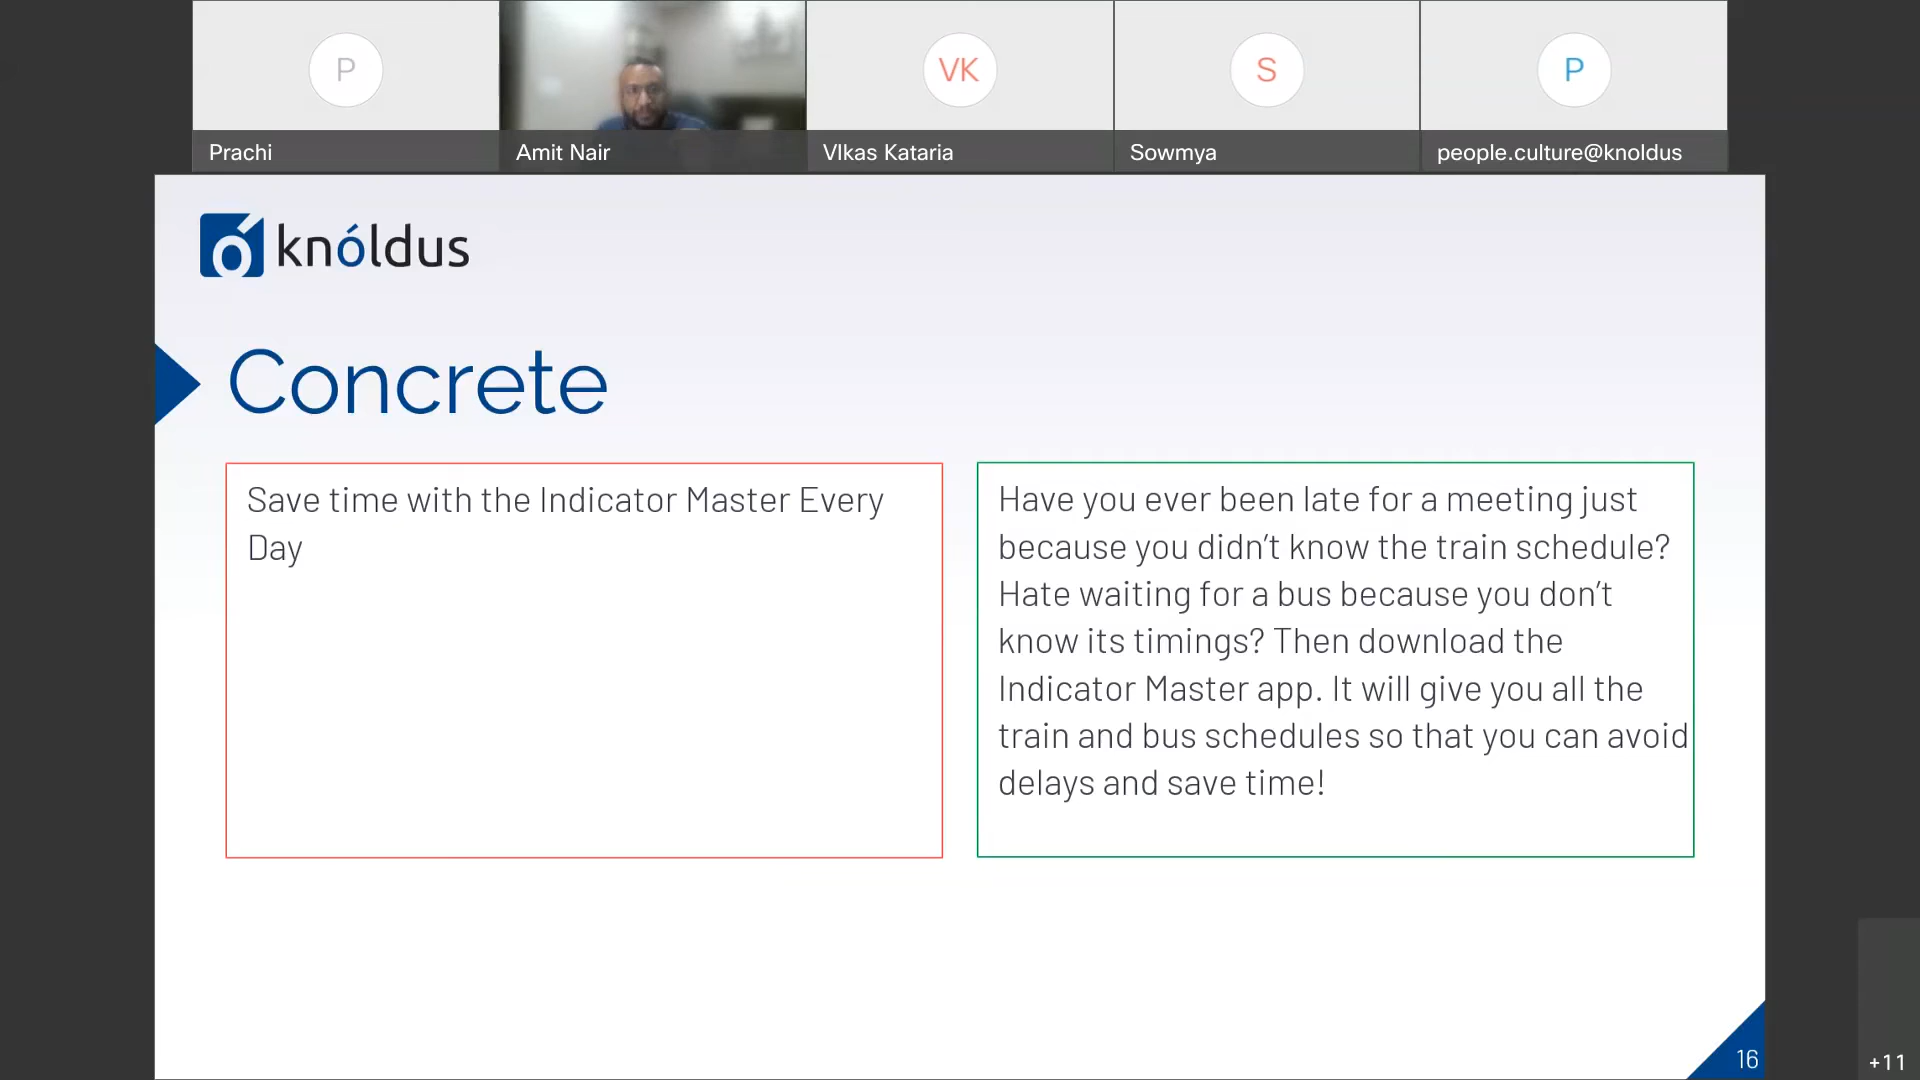 P
VK
S
P
Prachi
Amit Nair
VIkas Kataria
Sowmya
people.culture@knoldus
knóldus
Concrete
Save time with the Indicator Master Every
Day
Have you ever been late for a meeting just
because you didn’t know the train schedule?
Hate waiting for a bus because you don’t
know its timings? Then download the
Indicator Master app. It will give you all the
train and bus schedules so that you can avoid
delays and save time!
16
+11